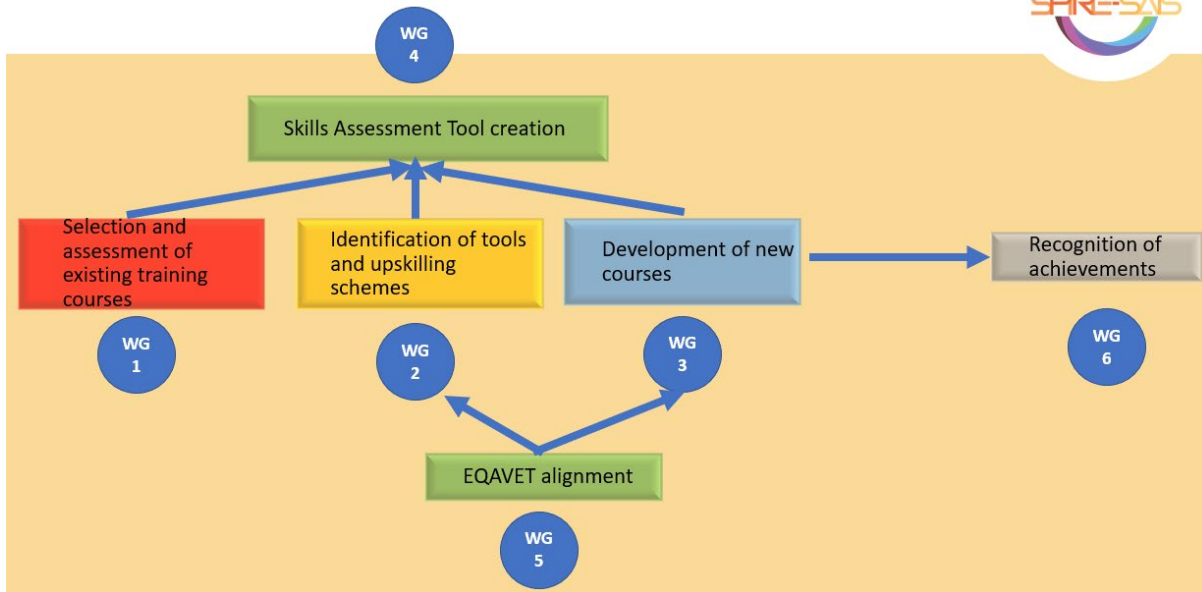 SPIRE-SAIS
WG
4
Skills Assessment Tool creation
Selection and
assessment of
existing training
courses
Identification of tools
and upskilling
schemes
Development of new
courses
Recognition of
achievements
WG
1
WG
2
WG
3
WG
6
EQAVET alignment
WG
5